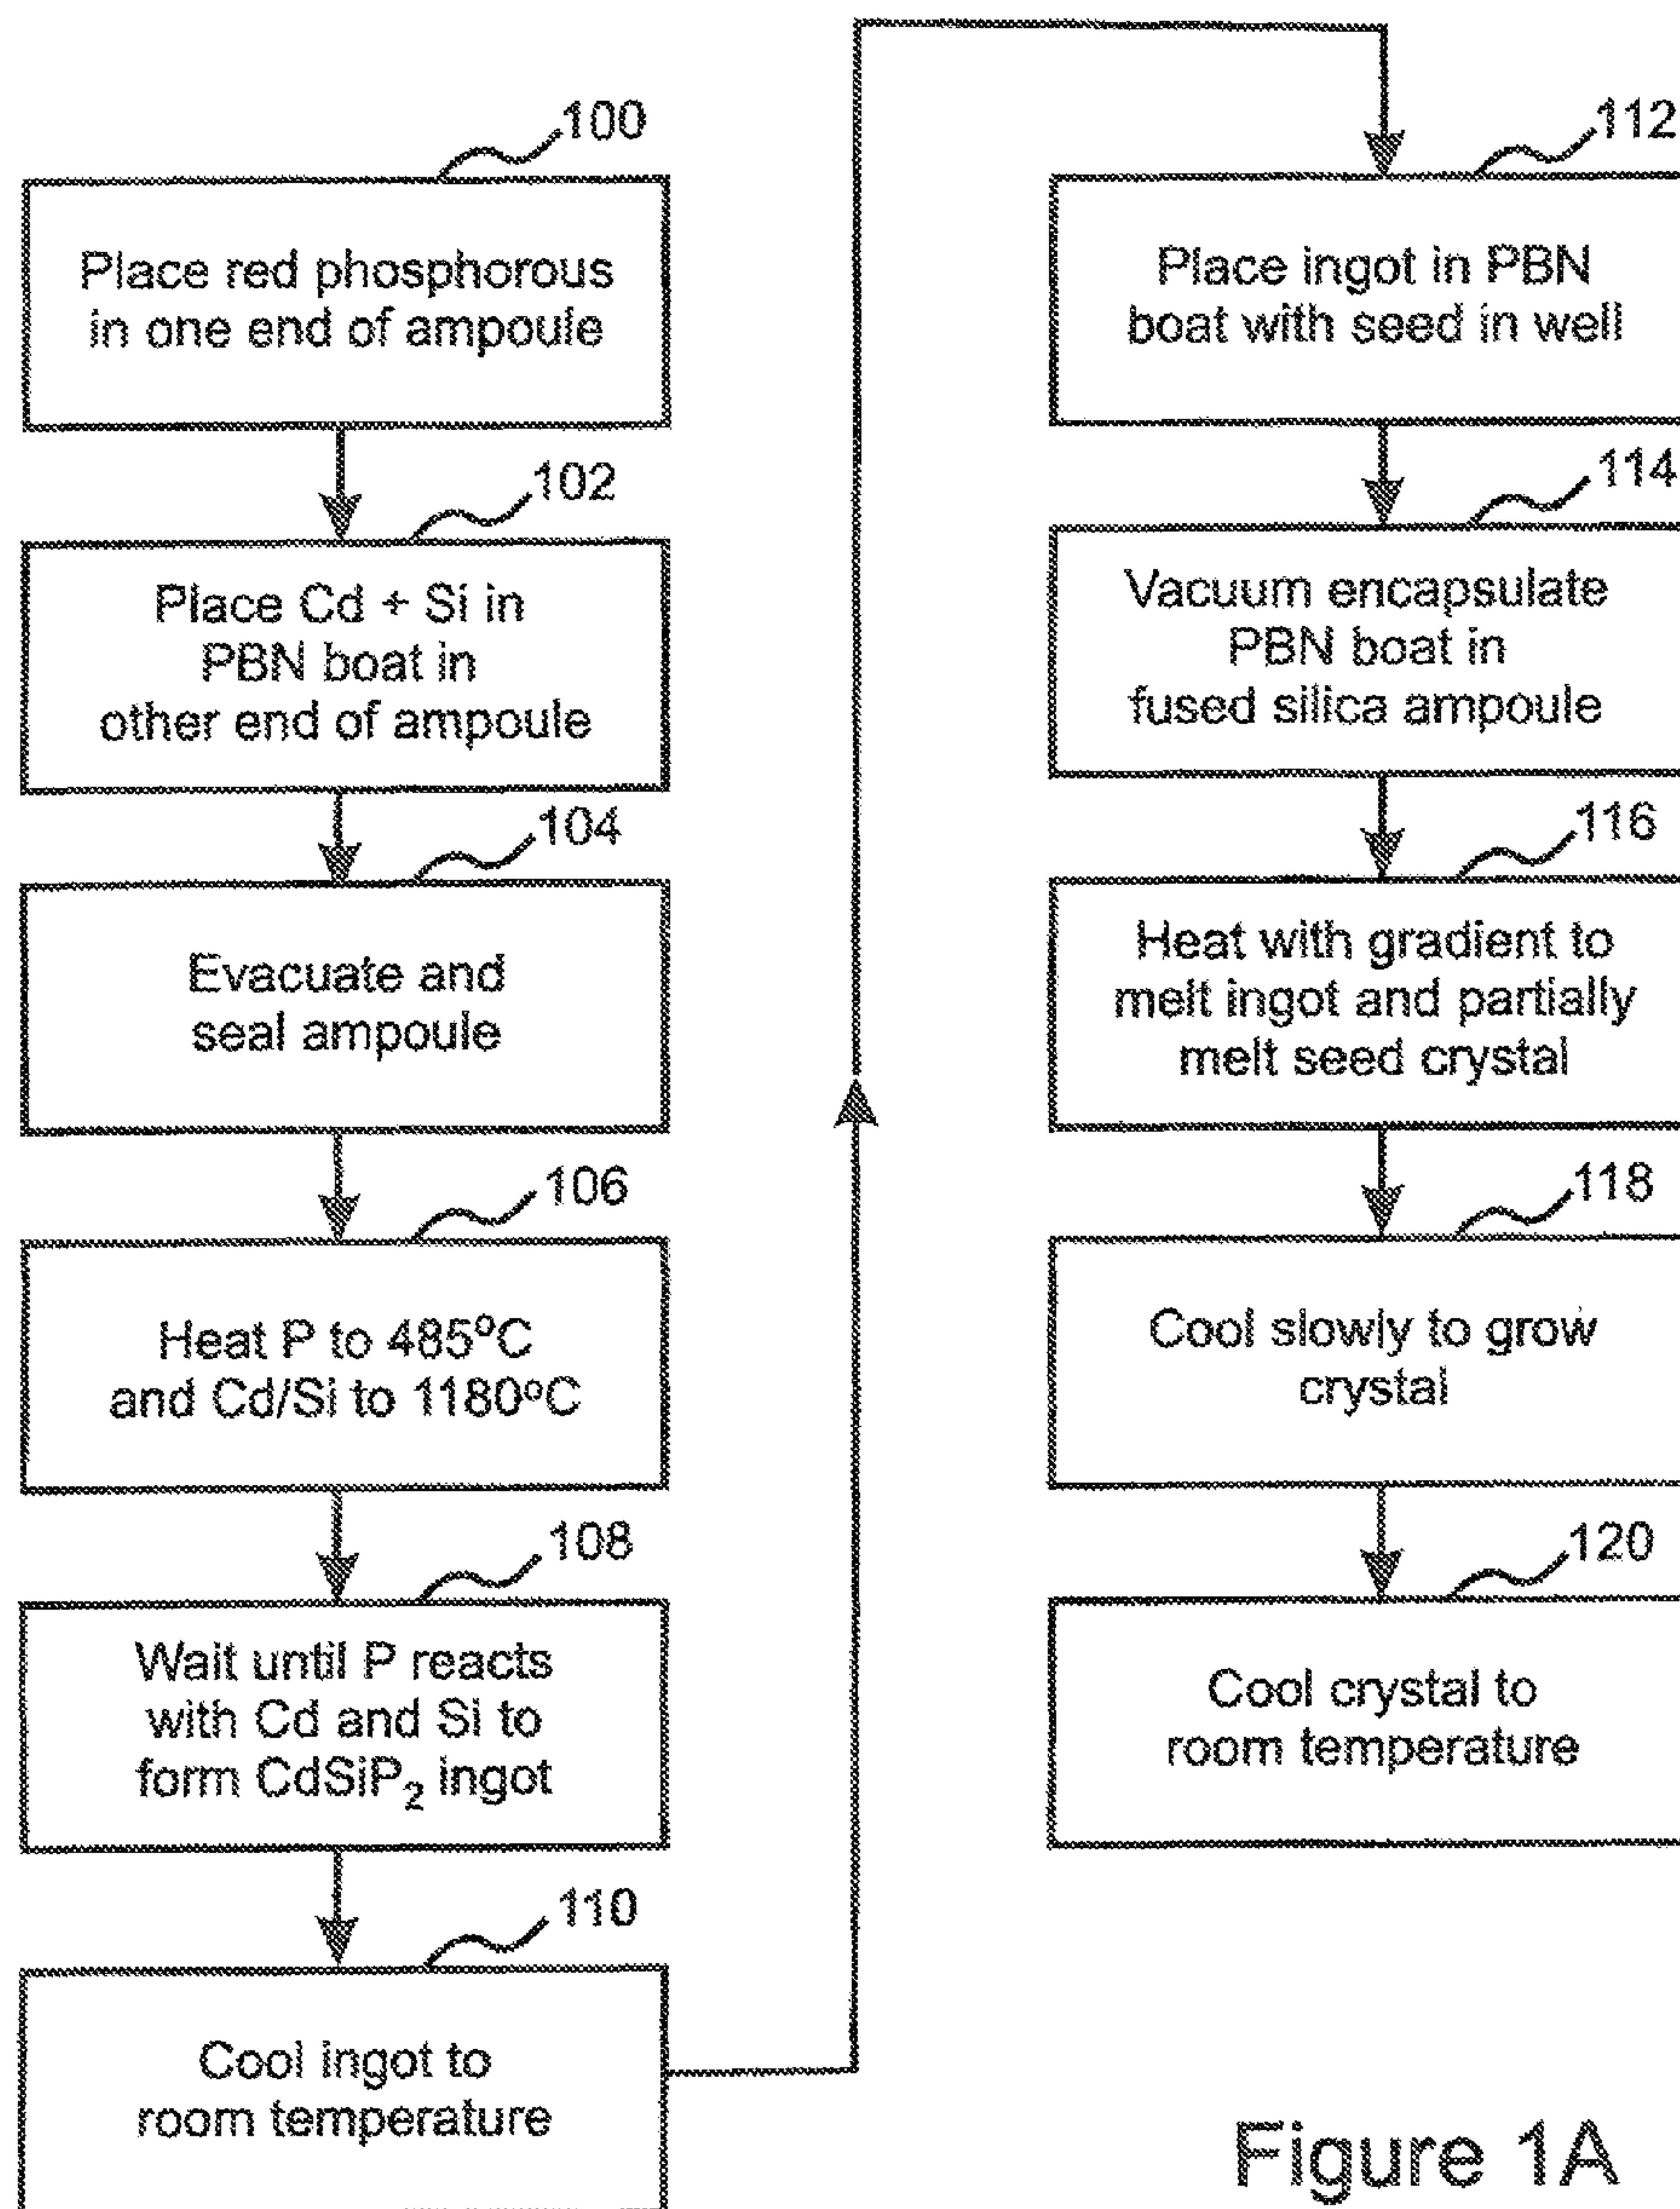 100
Place red phosphorous
in one end of ampoule
102
Place Cd + Si in
PBN boat in
other end of ampoule
104
Evacuate and
seal ampoule
106
Heat P to 485°C
and Cd/Si to 1180°C
108
Wait until P reacts
with Cd and Si to
form CdSiP₂ ingot
110
Cool ingot to
room temperature
112
Place ingot in PBN
boat with seed in well
114
Vacuum encapsulate
PBN boat in
fused silica ampoule
116
Heat with gradient to
melt ingot and partially
melt seed crystal
118
Cool slowly to grow
crystal
120
Cool crystal to
room temperature
Figure 1A